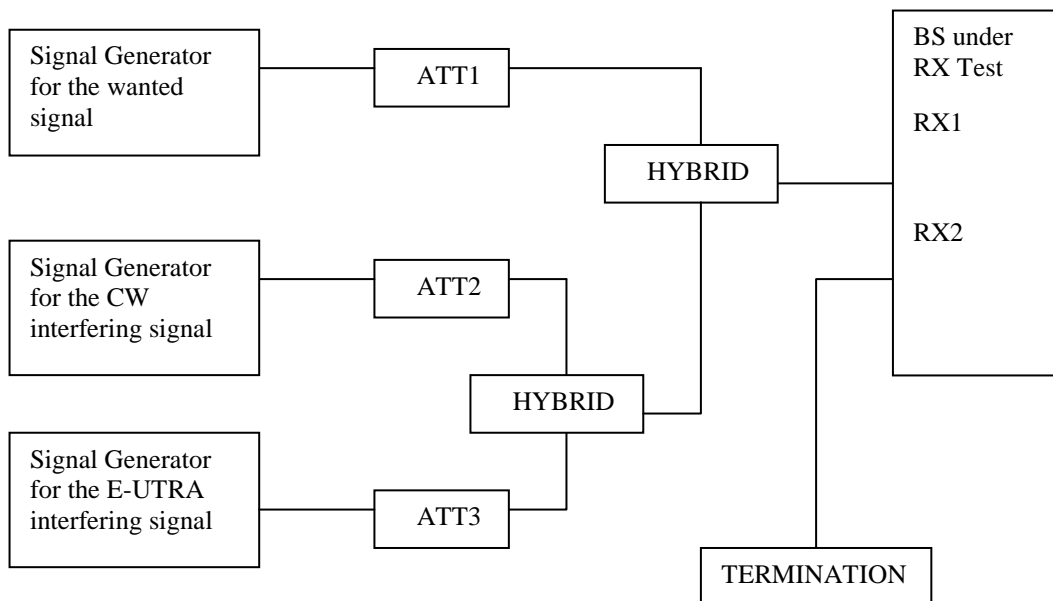 Signal Generator
for the wanted
signal
ATT1
HYBRID
BS under
RX Test
RX1
RX2
Signal Generator
for the CW
interfering signal
ATT2
HYBRID
Signal Generator
for the E-UTRA
interfering signal
ATT3
TERMINATION